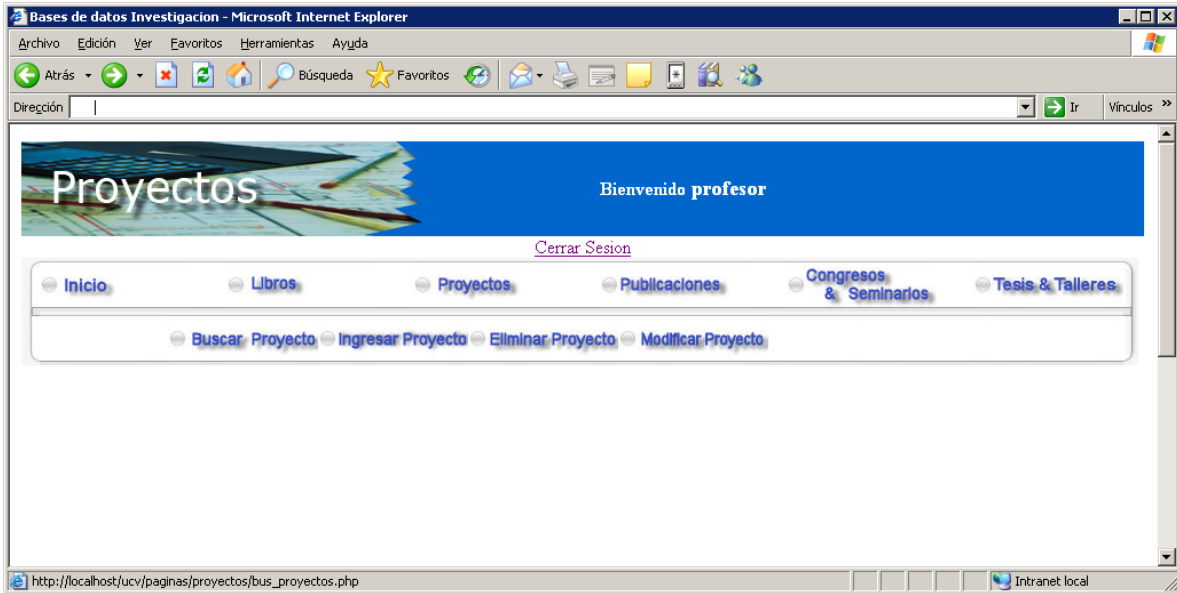 Bases de datos Investigacion - Microsoft Internet Explorer
Archivo Edición Ver Favoritos Herramientas Ayuda
Atrás Búsqueda Favoritos
Dirección Ir Vínculos »
Proyectos Bienvenido profesor
Cerrar Sesion
Inicio Libros Proyectos Publicaciones Congresos & Seminarios Tesis & Talleres
Buscar Proyecto Ingresar Proyecto Eliminar Proyecto Modificar Proyecto
http://localhost/ucv/paginas/proyectos/bus_proyectos.php Intranet local